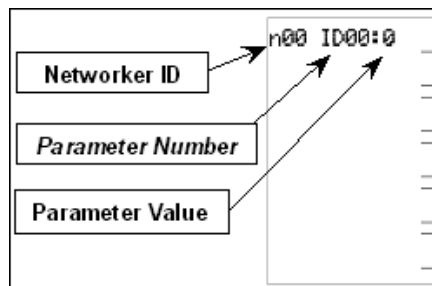 n00 ID00:0
Networker ID
Parameter Number
Parameter Value